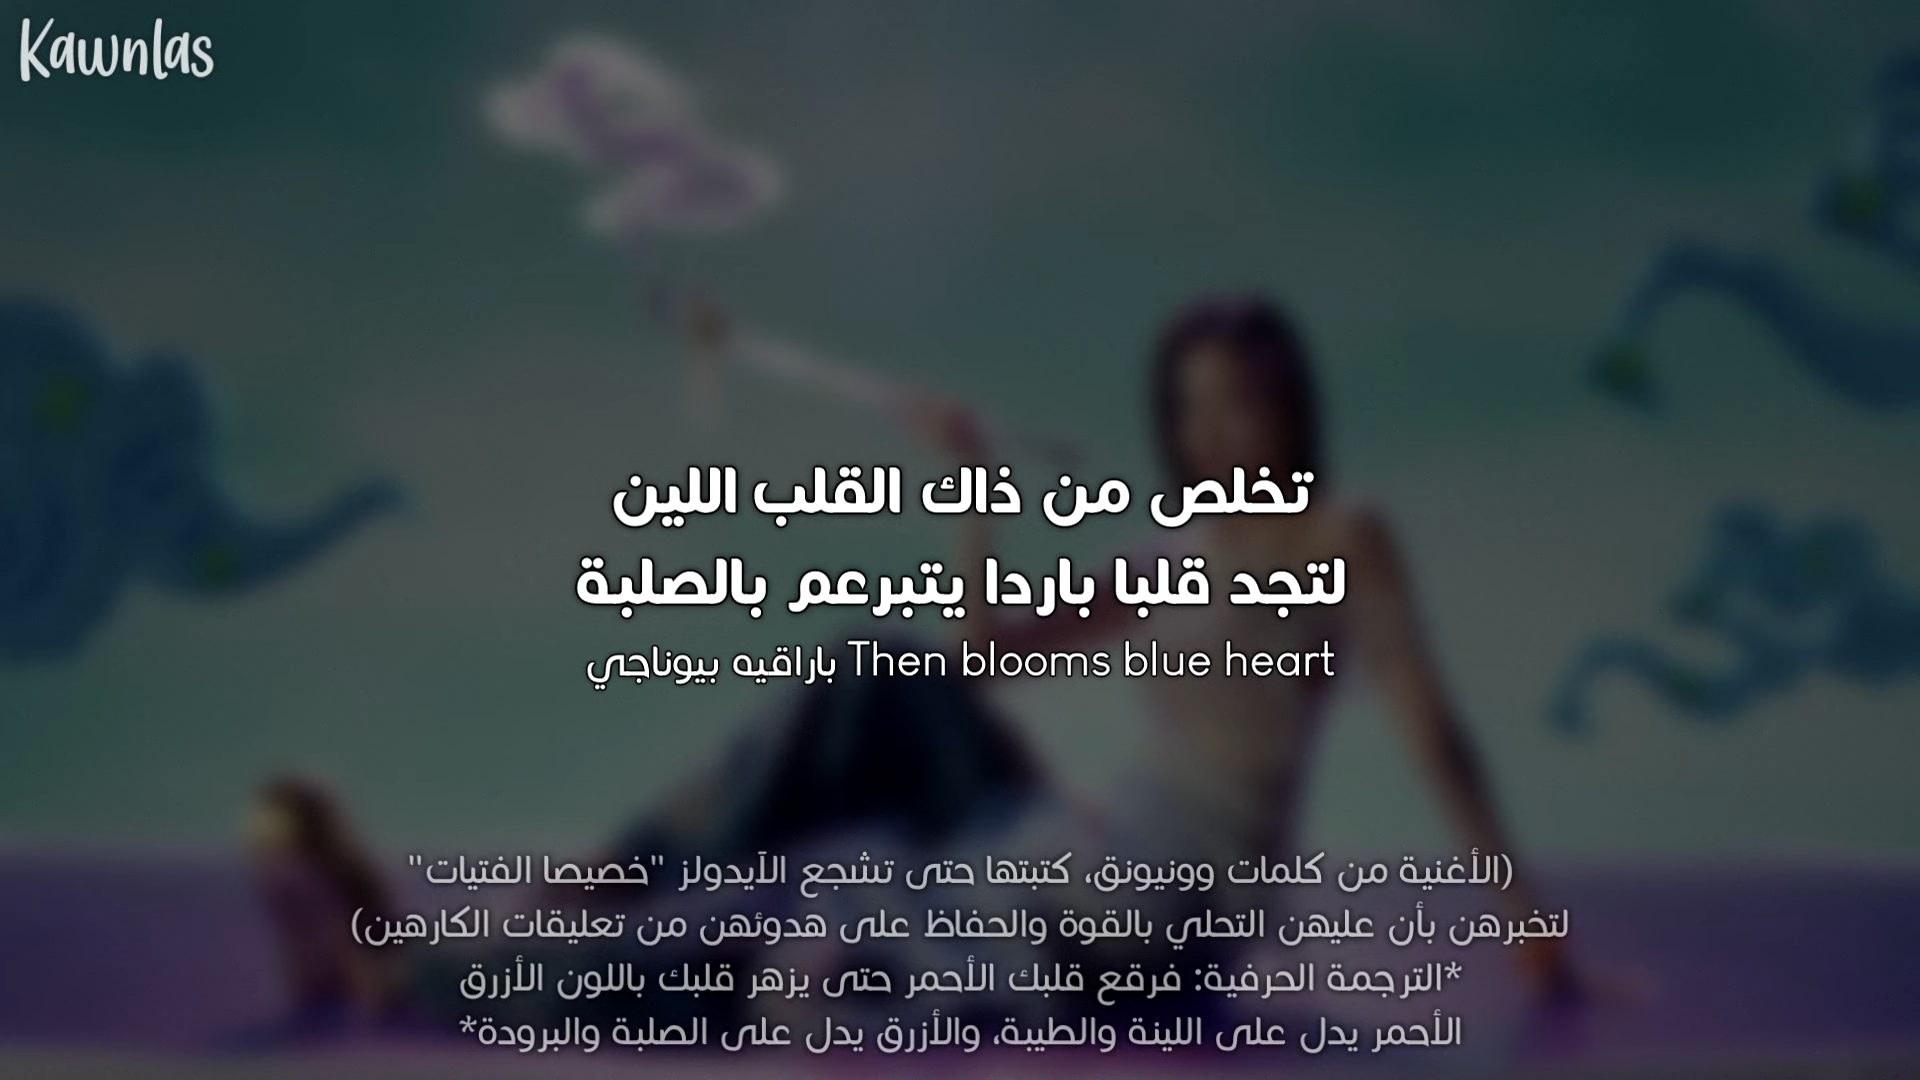 Kawnlas
تخلص من ذاك القلب اللين
لتجد قلبا باردا يتبرعم بالصلبة
باراقيه بيوناجي Then blooms blue heart
(الأغنية من كلمات وونيونق، كتبتها حتى تشجع الآيدولز "خصيصا الفتيات"
لتخبرهن بأن عليهن التحلي بالقوة والحفاظ على هدوئهن من تعليقات الكارهين)
*الترجمة الحرفية: فرقع قلبك الأحمر حتى يزهر قلبك باللون الأزرق
الأحمر يدل على اللينة والطيبة، والأزرق يدل على الصلبة والبرودة*